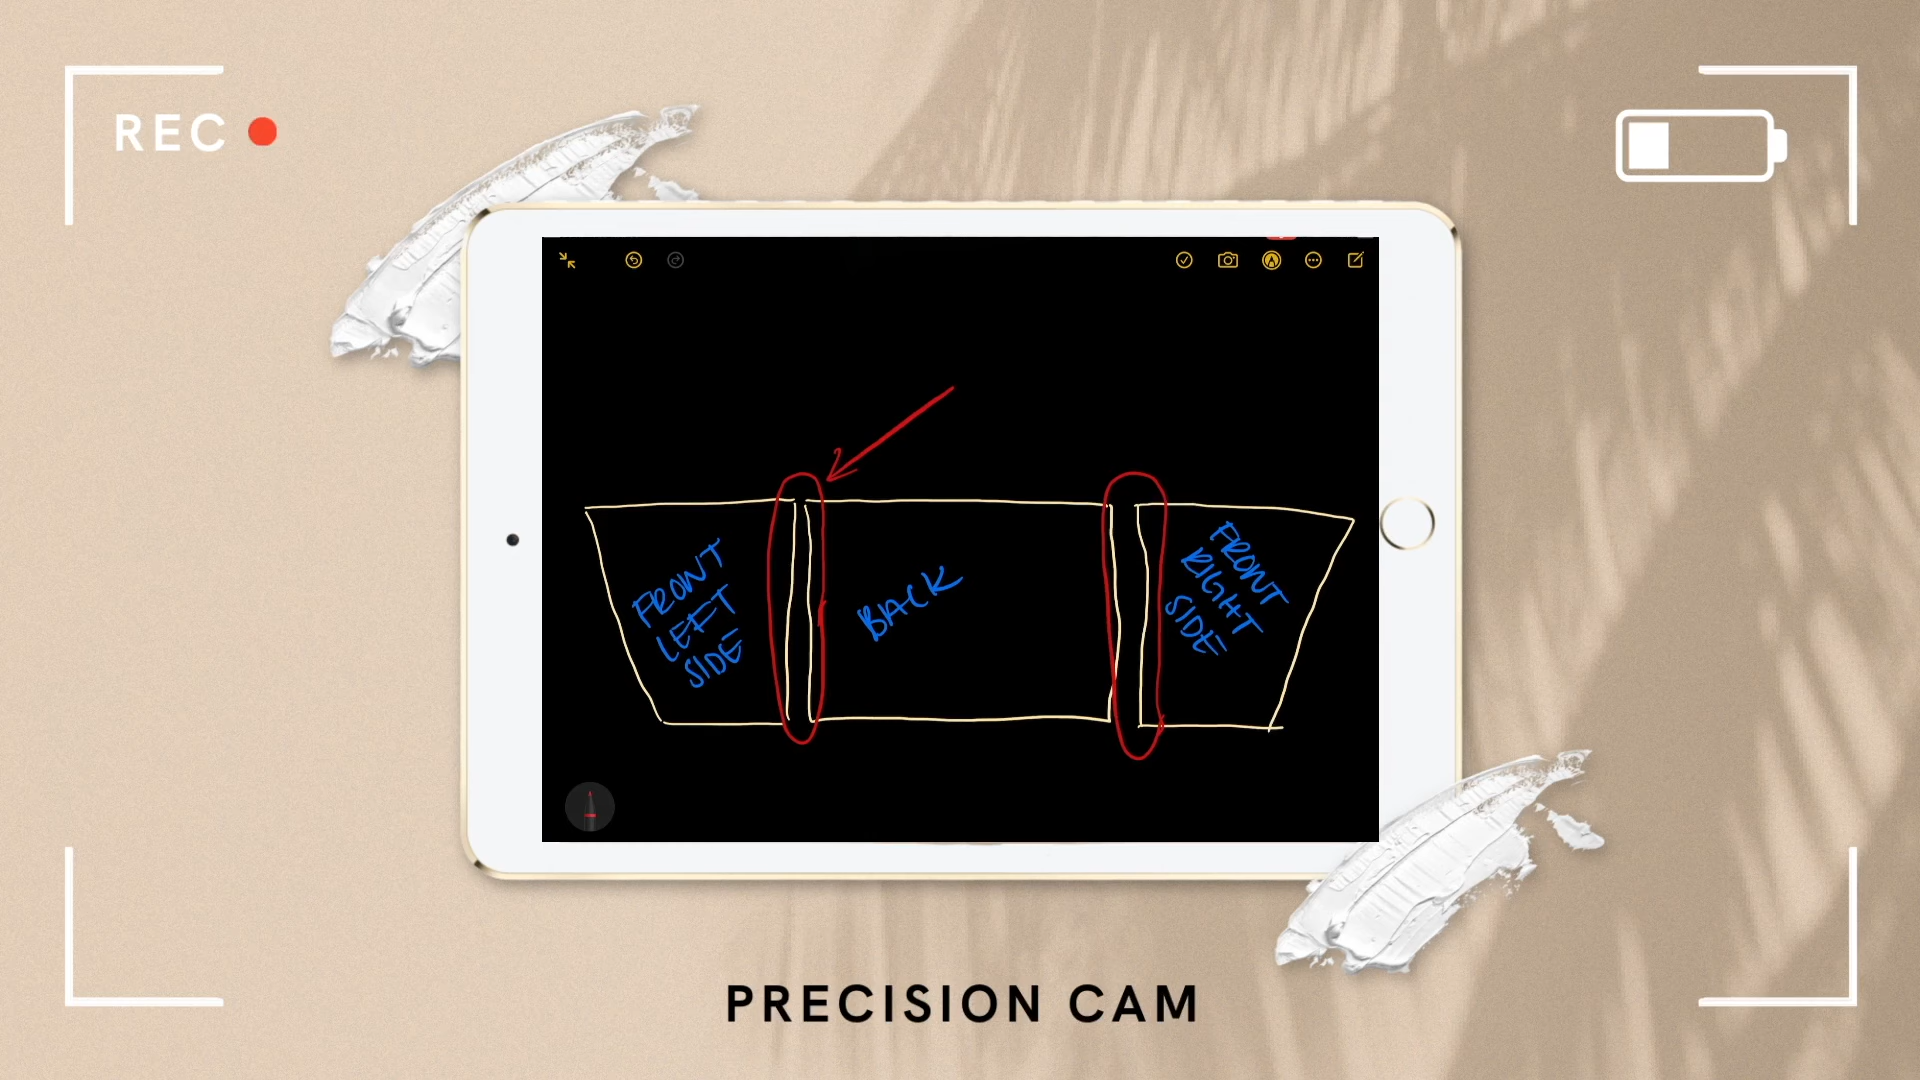 REC
FRONT
LEFT
SIDE
BACK
FRONT
RIGHT
SIDE
PRECISION CAM